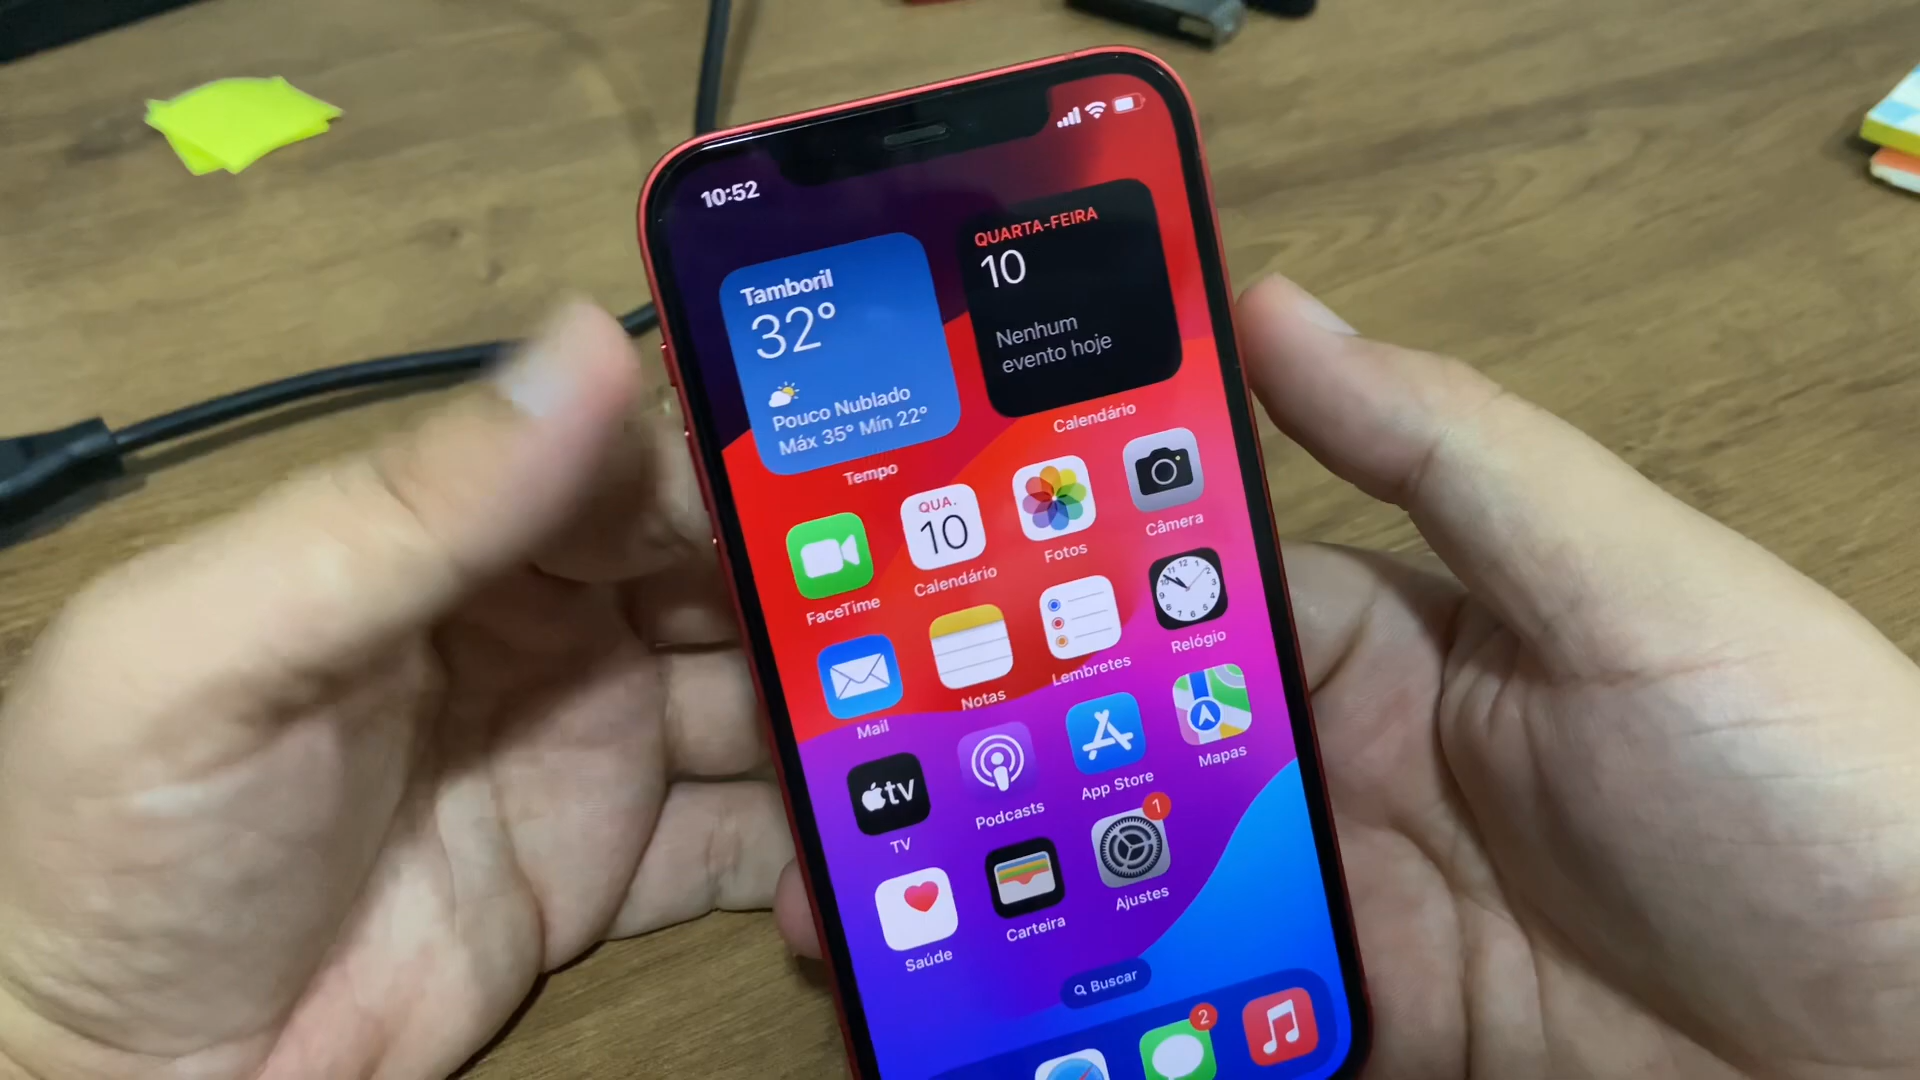 10:52
Tamboril
32°
Pouco Nublado
Máx 35° Mín 22°
Tempo
QUARTA-FEIRA
10
Nenhum
evento hoje
Calendário
FaceTime
QUA.
10
Calendário
Fotos
Câmera
Mail
Notas
Lembretes
Relógio
tv
TV
Podcasts
App Store
Mapas
Saúde
Carteira
1
Ajustes
Buscar
2